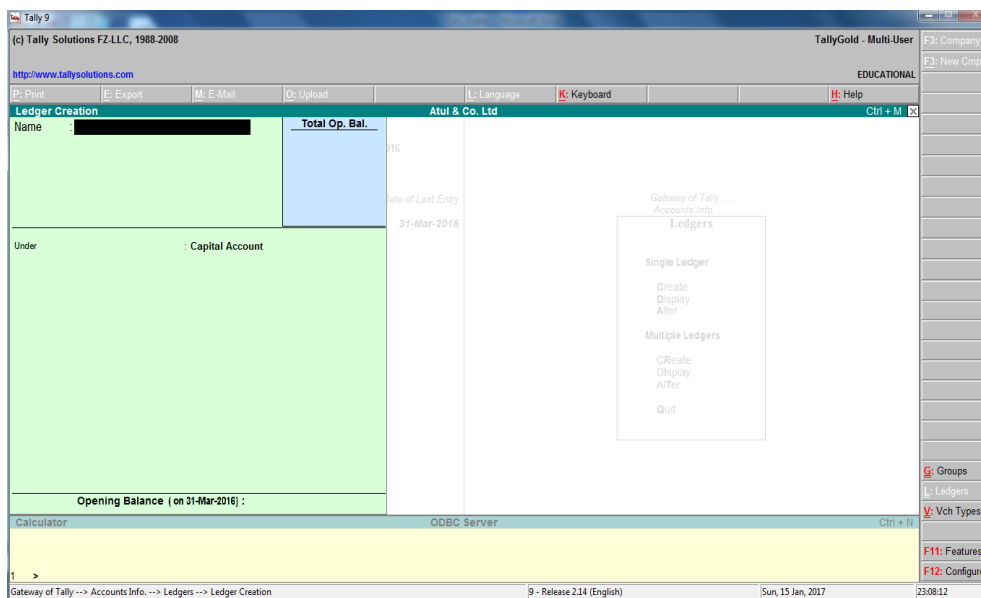 Tally 9
(c) Tally Solutions FZ-LLC, 1988-2008
TallyGold - Multi-User
F3: Company
http://www.tallysolutions.com
EDUCATIONAL
F3: New Cmp
P: Print E: Export M: E-Mail O: Upload L: Language K: Keyboard H: Help
Ledger Creation Atul & Co. Ltd Ctrl + M
Name :
Total Op. Bal.
016
Date of Last Entry
31-Mar-2016
Gateway of Tally ...
Accounts Info. ...
Ledgers
Under : Capital Account
Single Ledger
Create
Display
Alter
Multiple Ledgers
CReate
DIsplay
AlTer
Quit
G: Groups
L: Ledgers
V: Vch Types
F11: Features
F12: Configure
Opening Balance ( on 31-Mar-2016) :
Calculator ODBC Server Ctrl + N
1 >
Gateway of Tally --> Accounts Info. --> Ledgers --> Ledger Creation 9 - Release 2.14 (English) Sun, 15 Jan, 2017 23:08:12